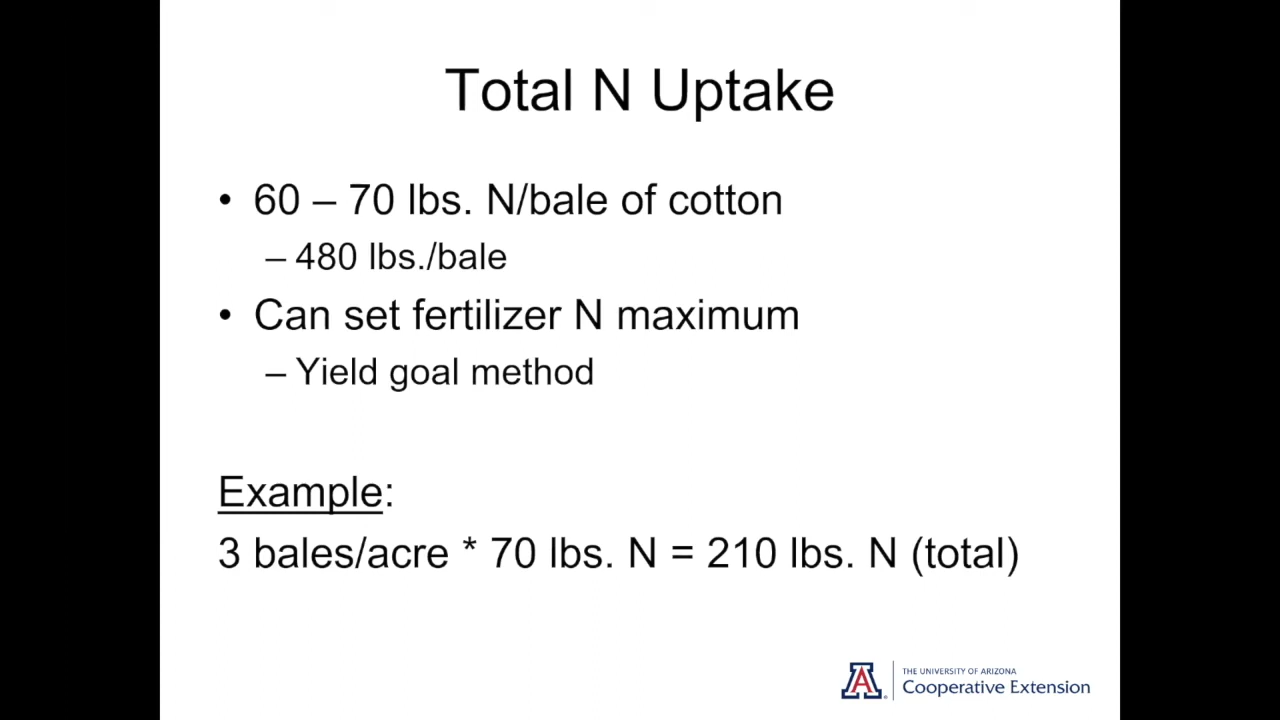 Total N Uptake
• 60 – 70 lbs. N/bale of cotton
– 480 lbs./bale
• Can set fertilizer N maximum
– Yield goal method
Example:
3 bales/acre * 70 lbs. N = 210 lbs. N (total)
A
THE UNIVERSITY OF ARIZONA
Cooperative Extension